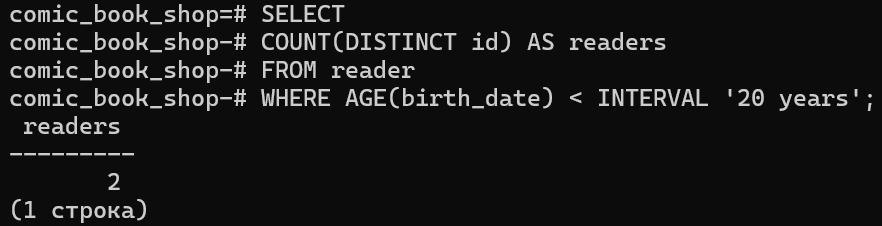 comic_book_shop=# SELECT
comic_book_shop-# COUNT(DISTINCT id) AS readers
comic_book_shop-# FROM reader
comic_book_shop-# WHERE AGE(birth_date) < INTERVAL '20 years';
 readers
---------
       2
(1 строка)